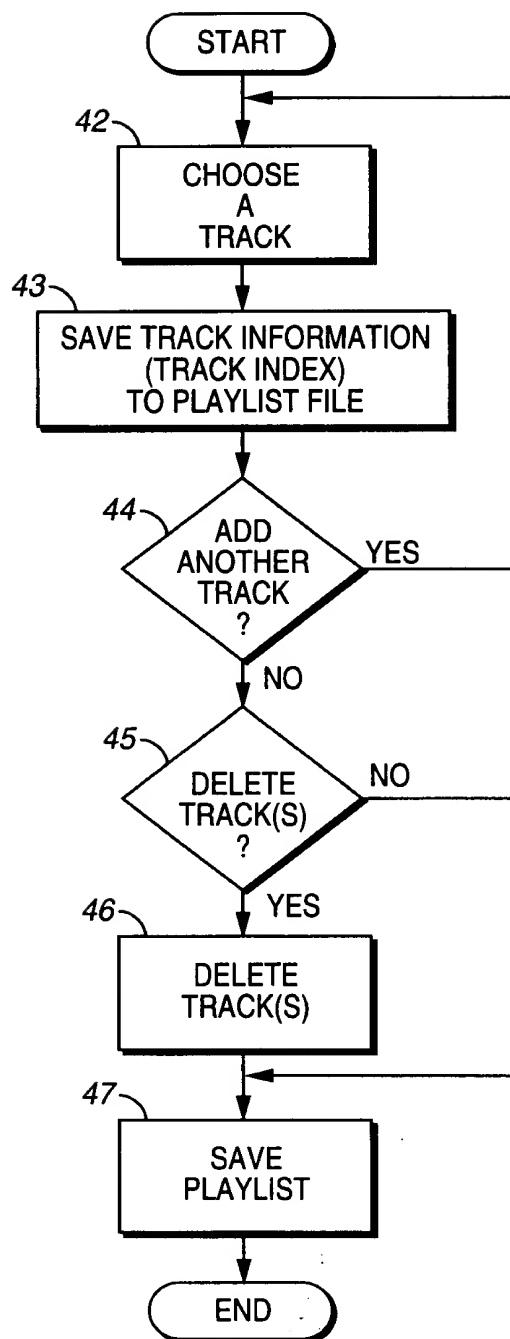 START
42
CHOOSE
A
TRACK
43
SAVE TRACK INFORMATION
(TRACK INDEX)
TO PLAYLIST FILE
44
ADD
ANOTHER
TRACK
?
YES
NO
45
DELETE
TRACK(S)
?
NO
YES
46
DELETE
TRACK(S)
47
SAVE
PLAYLIST
END